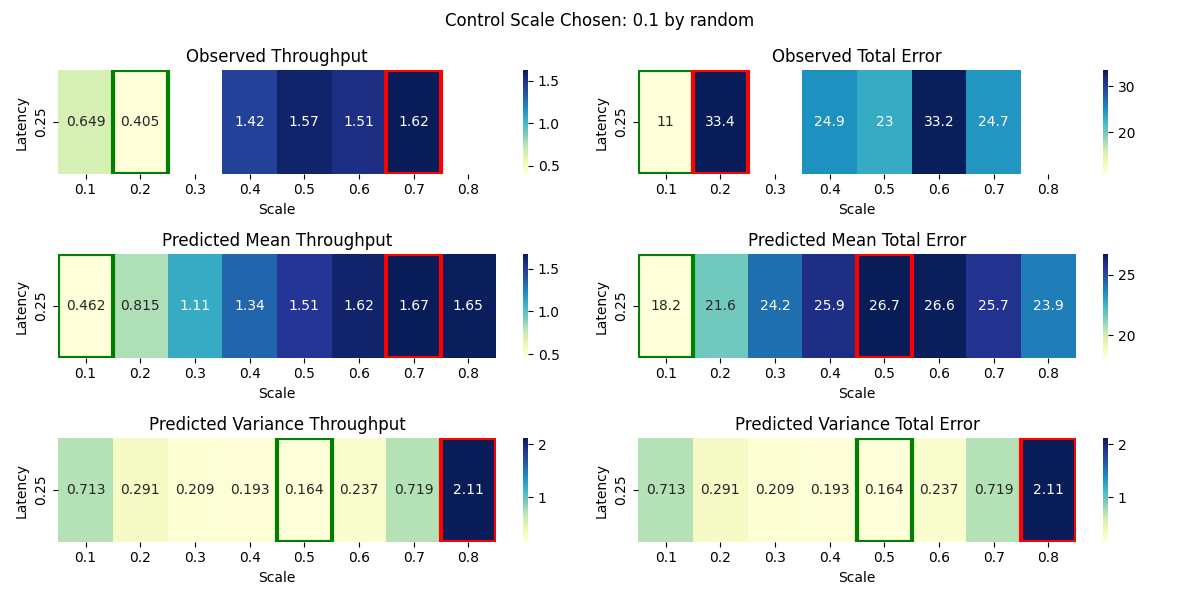 Control Scale Chosen: 0.1 by random
Observed Throughput
Latency
0.25
0.649 0.405 1.42 1.57 1.51 1.62
0.1 0.2 0.3 0.4 0.5 0.6 0.7 0.8
Scale
1.5
1.0
0.5
Observed Total Error
Latency
0.25
11 33.4 24.9 23 33.2 24.7
0.1 0.2 0.3 0.4 0.5 0.6 0.7 0.8
Scale
30
20
Predicted Mean Throughput
Latency
0.25
0.462 0.815 1.11 1.34 1.51 1.62 1.67 1.65
0.1 0.2 0.3 0.4 0.5 0.6 0.7 0.8
Scale
1.5
1.0
0.5
Predicted Mean Total Error
Latency
0.25
18.2 21.6 24.2 25.9 26.7 26.6 25.7 23.9
0.1 0.2 0.3 0.4 0.5 0.6 0.7 0.8
Scale
25
20
Predicted Variance Throughput
Latency
0.25
0.713 0.291 0.209 0.193 0.164 0.237 0.719 2.11
0.1 0.2 0.3 0.4 0.5 0.6 0.7 0.8
Scale
2
1
Predicted Variance Total Error
Latency
0.25
0.713 0.291 0.209 0.193 0.164 0.237 0.719 2.11
0.1 0.2 0.3 0.4 0.5 0.6 0.7 0.8
Scale
2
1